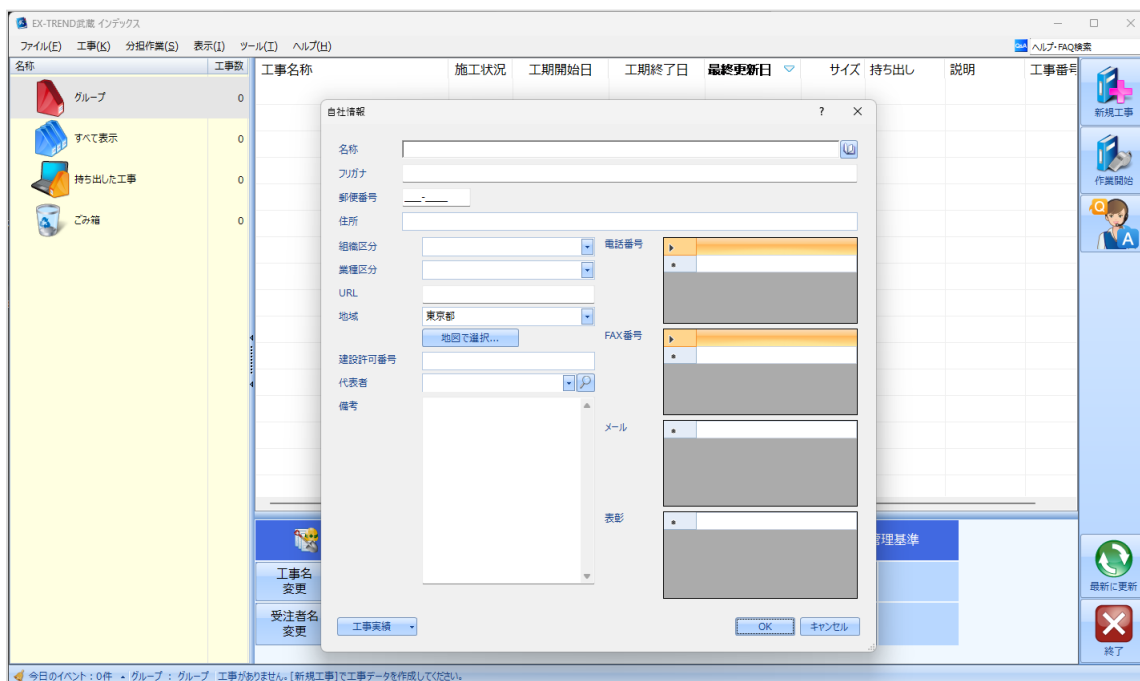 EX-TREND武蔵 インデックス
ファイル(F) 工事(K) 分担作業(S) 表示(I) ツール(T) ヘルプ(H)
Q&A ヘルプ・FAQ検索
名称 工事数
グループ 0
すべて表示 0
持ち出した工事 0
ごみ箱 0
工事名称 施工状況 工期開始日 工期終了日 最終更新日 サイズ 持ち出し 説明 工事番号
自社情報 ?
名称
フリガナ
郵便番号 ___-____
住所
組織区分
業種区分
URL
地域 東京都
地図で選択...
建設許可番号
代表者
備考
電話番号
FAX番号
メール
表彰
工事実績
OK キャンセル
管理基準
工事名
変更
受注者名
変更
新規工事
作業開始
Q
A
最新に更新
終了
今日のイベント : 0件 グループ : グループ 工事がありません。[新規工事]で工事データを作成してください。